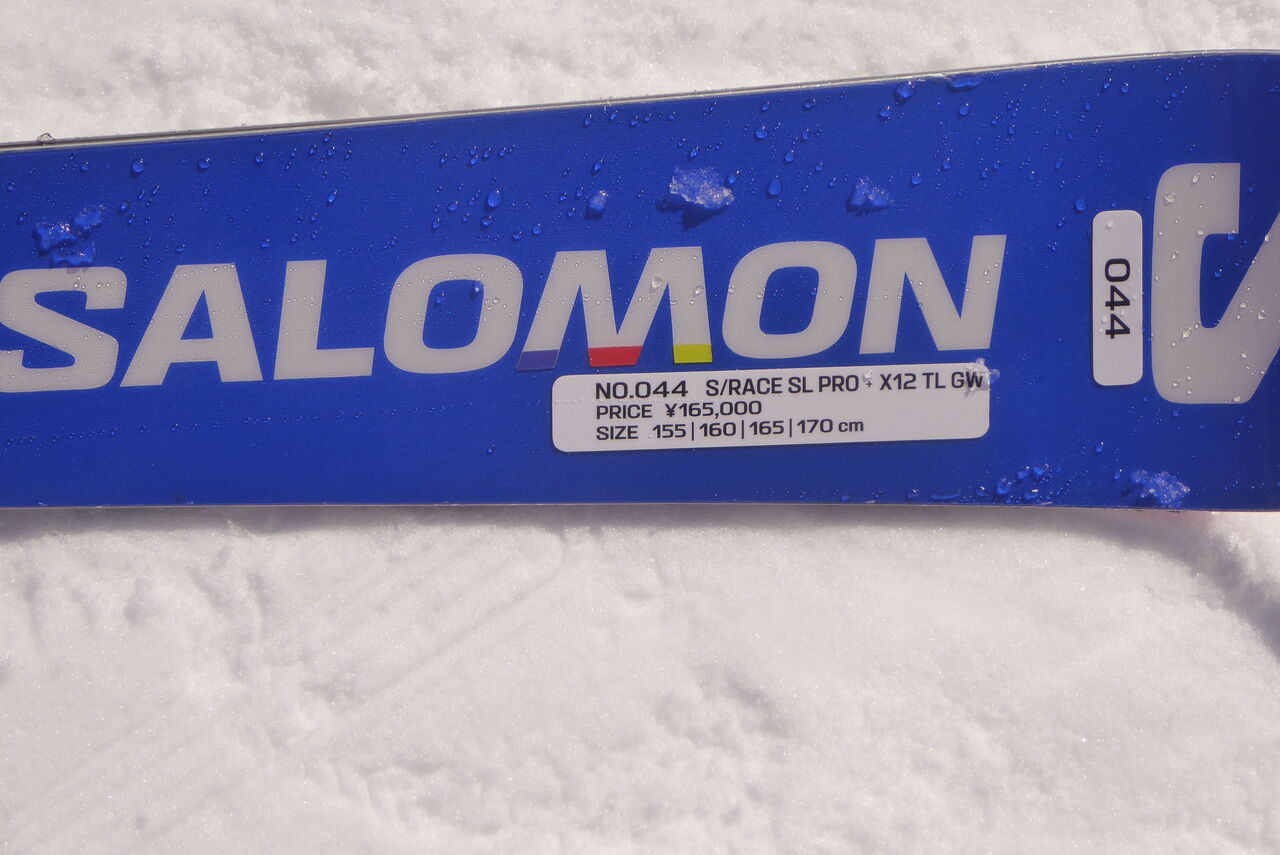 SALOMON
NO.044 S/RACE SL PRO + X12 TL GW
PRICE ¥165,000
SIZE 155|160|165|170 cm
044